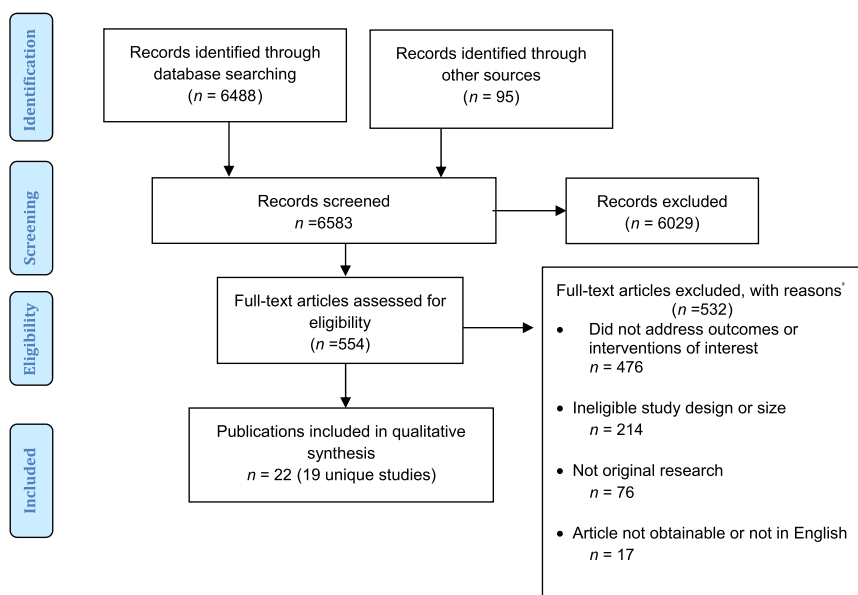 Identification
Records identified through
database searching
(n = 6488)
Records identified through
other sources
(n = 95)
Screening
Records screened
n =6583
Records excluded
(n = 6029)
Eligibility
Full-text articles assessed for
eligibility
(n =554)
Full-text articles excluded, with reasons
(n =532)
• Did not address outcomes or
interventions of interest
n = 476
• Ineligible study design or size
n = 214
• Not original research
n = 76
• Article not obtainable or not in English
n = 17
Included
Publications included in qualitative
synthesis
n = 22 (19 unique studies)